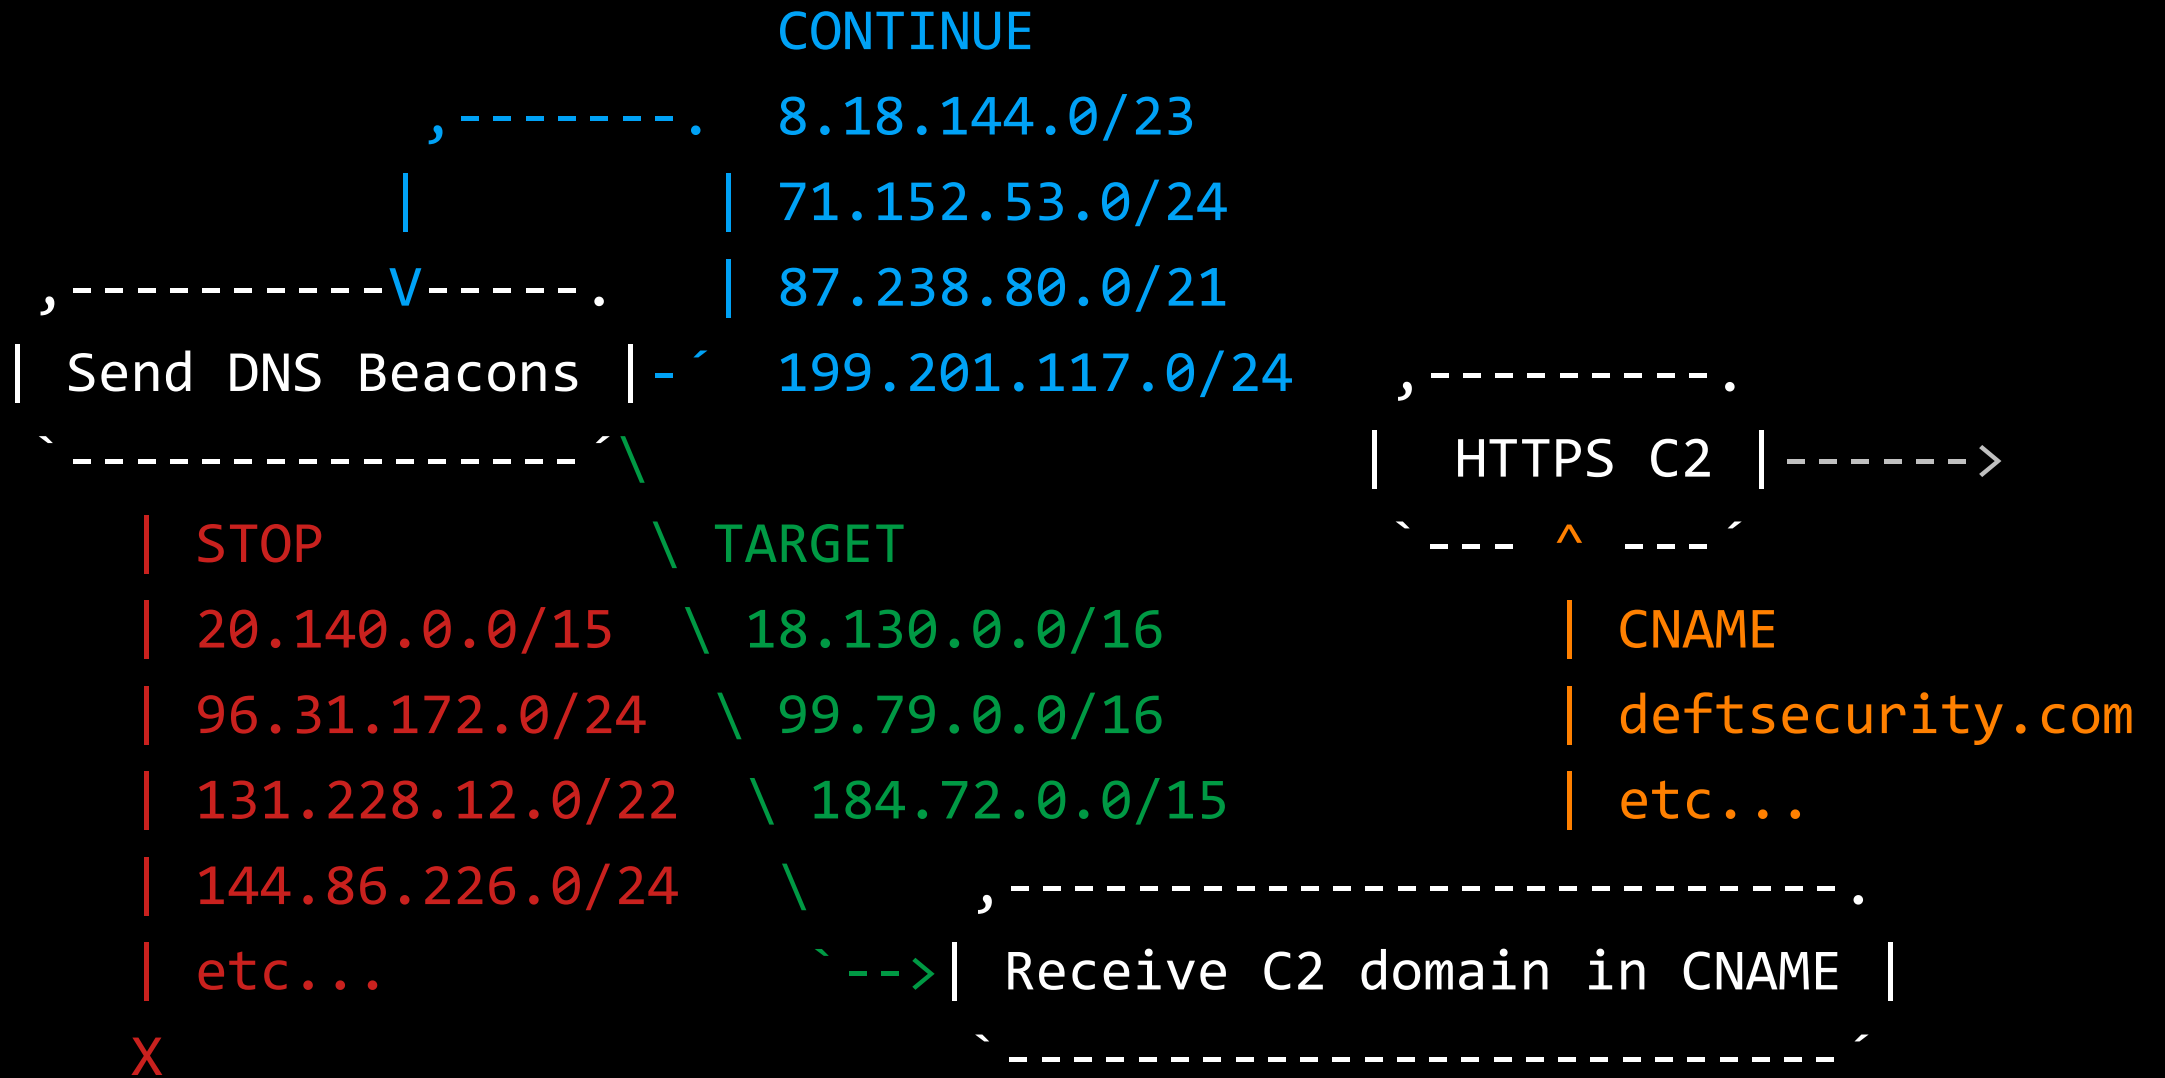 CONTINUE
8.18.144.0/23
71.152.53.0/24
87.238.80.0/21
199.201.117.0/24
Send DNS Beacons
STOP
20.140.0.0/15
96.31.172.0/24
131.228.12.0/22
144.86.226.0/24
etc...
X
TARGET
18.130.0.0/16
99.79.0.0/16
184.72.0.0/15
Receive C2 domain in CNAME
CNAME
deftsecurity.com
etc...
HTTPS C2